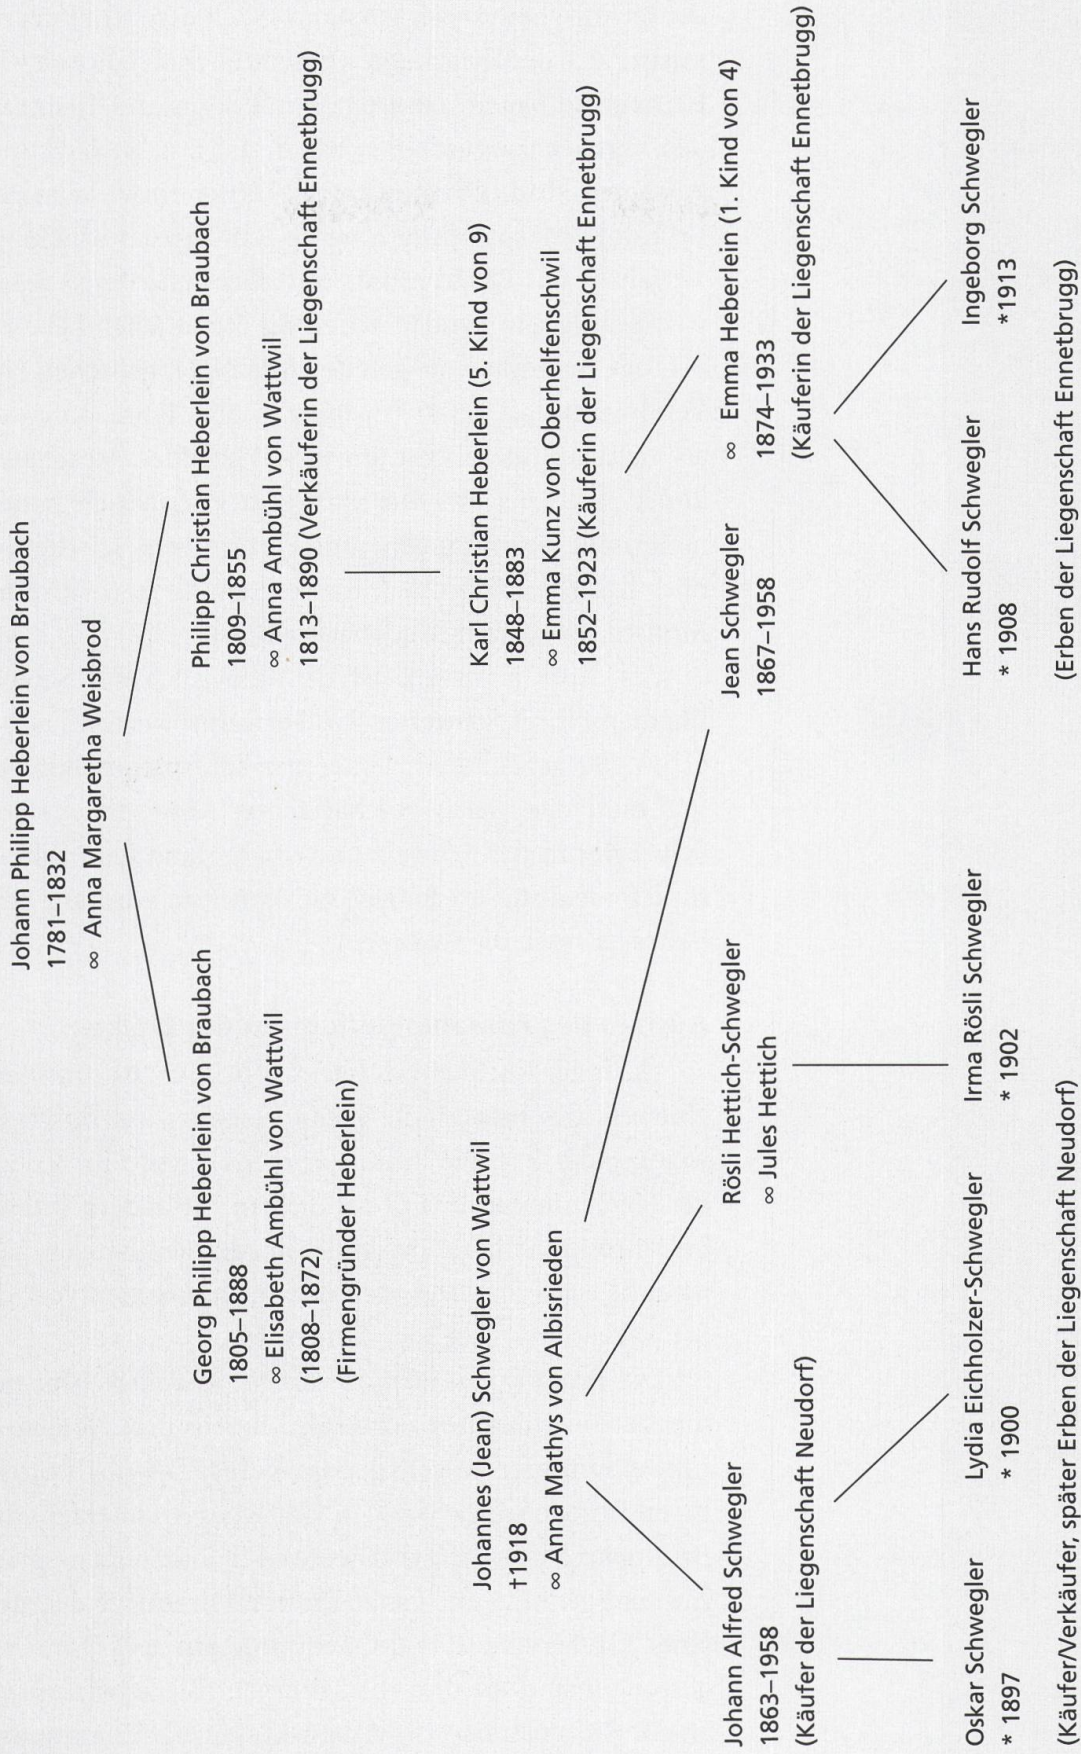 Johann Philipp Heberlein von Braubach
1781–1832
∞ Anna Margaretha Weisbrod
Georg Philipp Heberlein von Braubach
1805–1888
∞ Elisabeth Ambühl von Wattwil
(1808–1872)
(Firmengründer Heberlein)
Philipp Christian Heberlein von Braubach
1809–1855
∞ Anna Ambühl von Wattwil
1813–1890 (Verkäuferin der Liegenschaft Ennetbrugg)
Johannes (Jean) Schwegler von Wattwil
†1918
∞ Anna Mathys von Albisrieden
Karl Christian Heberlein (5. Kind von 9)
1848–1883
∞ Emma Kunz von Oberhelfenschwil
1852–1923 (Käuferin der Liegenschaft Ennetbrugg)
Johann Alfred Schwegler
1863–1958
(Käufer der Liegenschaft Neudorf)
Rösli Hettich-Schwegler
∞ Jules Hettich
Jean Schwegler
1867–1958
∞ Emma Heberlein (1. Kind von 4)
1874–1933
(Käuferin der Liegenschaft Ennetbrugg)
Oskar Schwegler
* 1897
Lydia Eichholzer-Schwegler
* 1900
Irma Rösli Schwegler
* 1902
Hans Rudolf Schwegler
* 1908
Ingeborg Schwegler
*1913
(Käufer/Verkäufer, später Erben der Liegenschaft Neudorf)
(Erben der Liegenschaft Ennetbrugg)